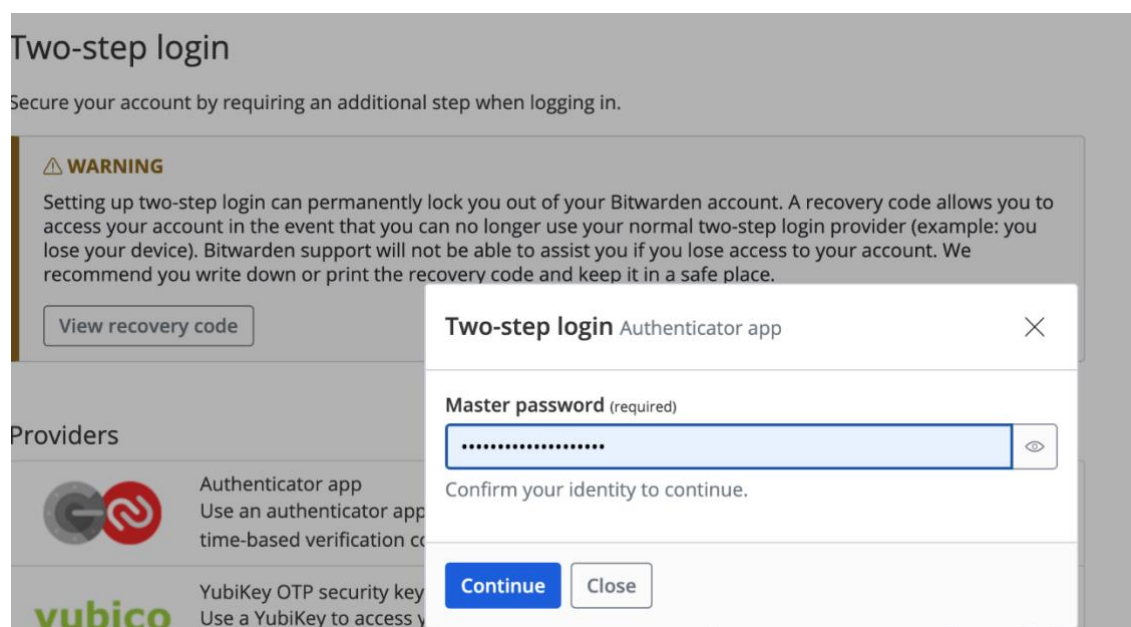 Two-step login
Secure your account by requiring an additional step when logging in.
WARNING
Setting up two-step login can permanently lock you out of your Bitwarden account. A recovery code allows you to
access your account in the event that you can no longer use your normal two-step login provider (example: you
lose your device). Bitwarden support will not be able to assist you if you lose access to your account. We
recommend you write down or print the recovery code and keep it in a safe place.
View recovery code
Two-step login Authenticator app
Master password (required)
••••••••••••••••••••
Confirm your identity to continue.
Continue
Close
Providers
Authenticator app
Use an authenticator app
time-based verification
yubico
YubiKey OTP security key
Use a YubiKey to access